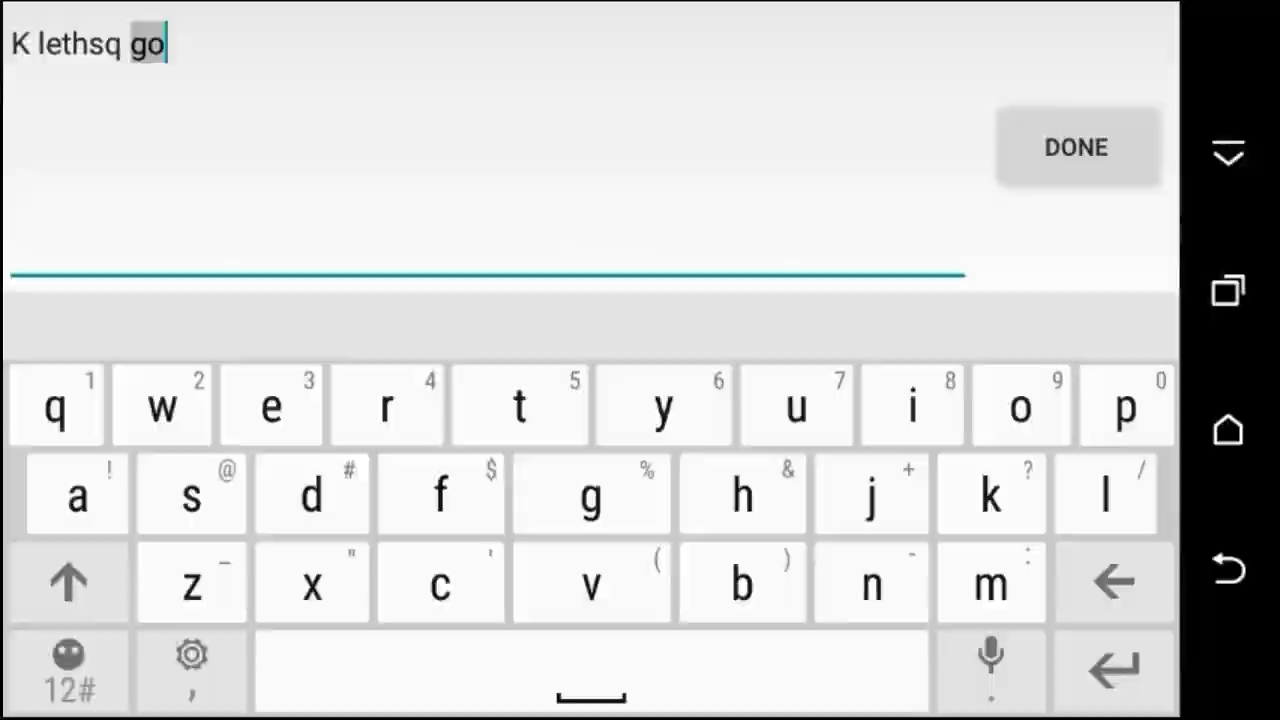 K lethsq go
DONE
1 2 3 4 5 6 7 8 9 0
q w e r t y u i o p
! @ # $ % & + ? /
a s d f g h j k l
_ " ' ( ) - :
z x c v b n m
12# , .